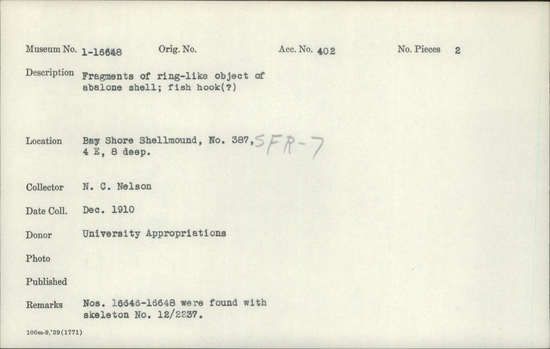 Museum No. 1-16648 Orig. No. Acc. No. 402 No. Pieces 2
Description Fragments of ring-like object of
abalone shell; fish hook(?)
Location Bay Shore Shellmound, No. 387, SFR-7
4 E, 8 deep.
Collector N. C. Nelson
Date Coll. Dec. 1910
Donor University Appropriations
Photo
Published
Remarks Nos. 16646-16648 were found with
skeleton No. 12/2237.
100m-9,'39(1771)